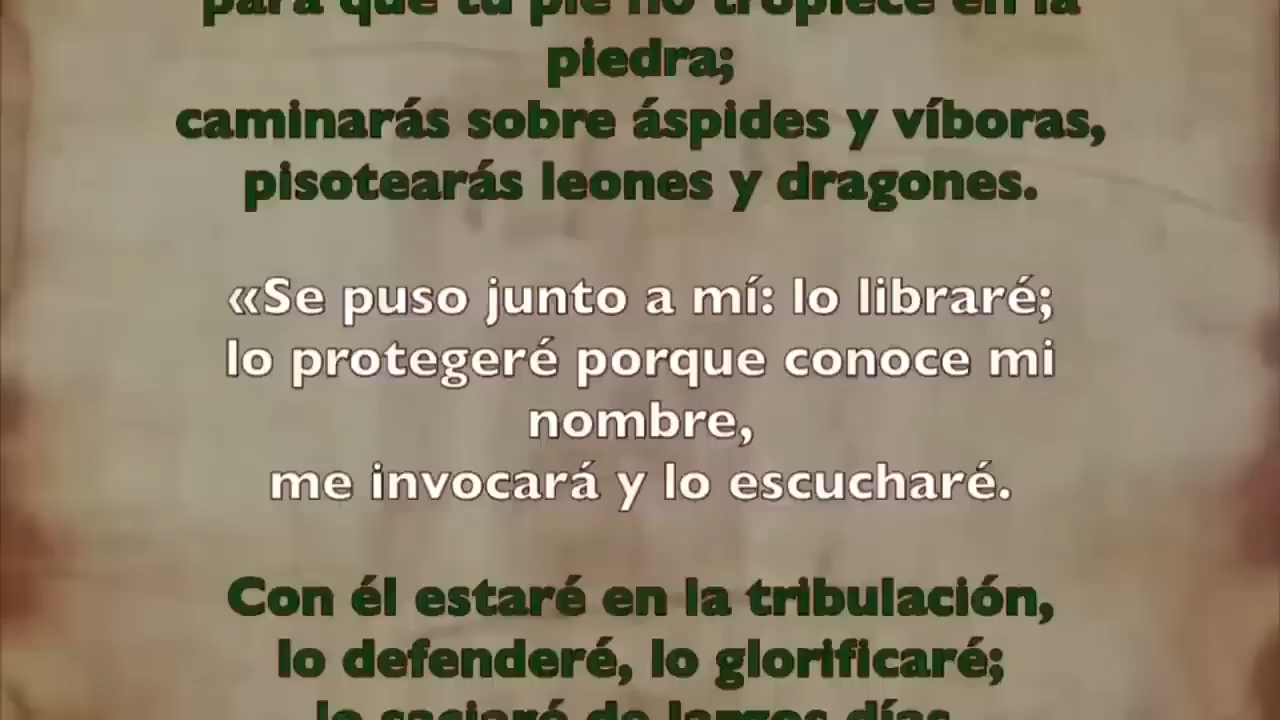 para que tu pie no tropiece en la
piedra;
caminarás sobre áspides y víboras,
pisotearás leones y dragones.
«Se puso junto a mí: lo libraré;
lo protegeré porque conoce mi
nombre,
me invocará y lo escucharé.
Con él estaré en la tribulación,
lo defenderé, lo glorificaré;
lo saciaré de largos días